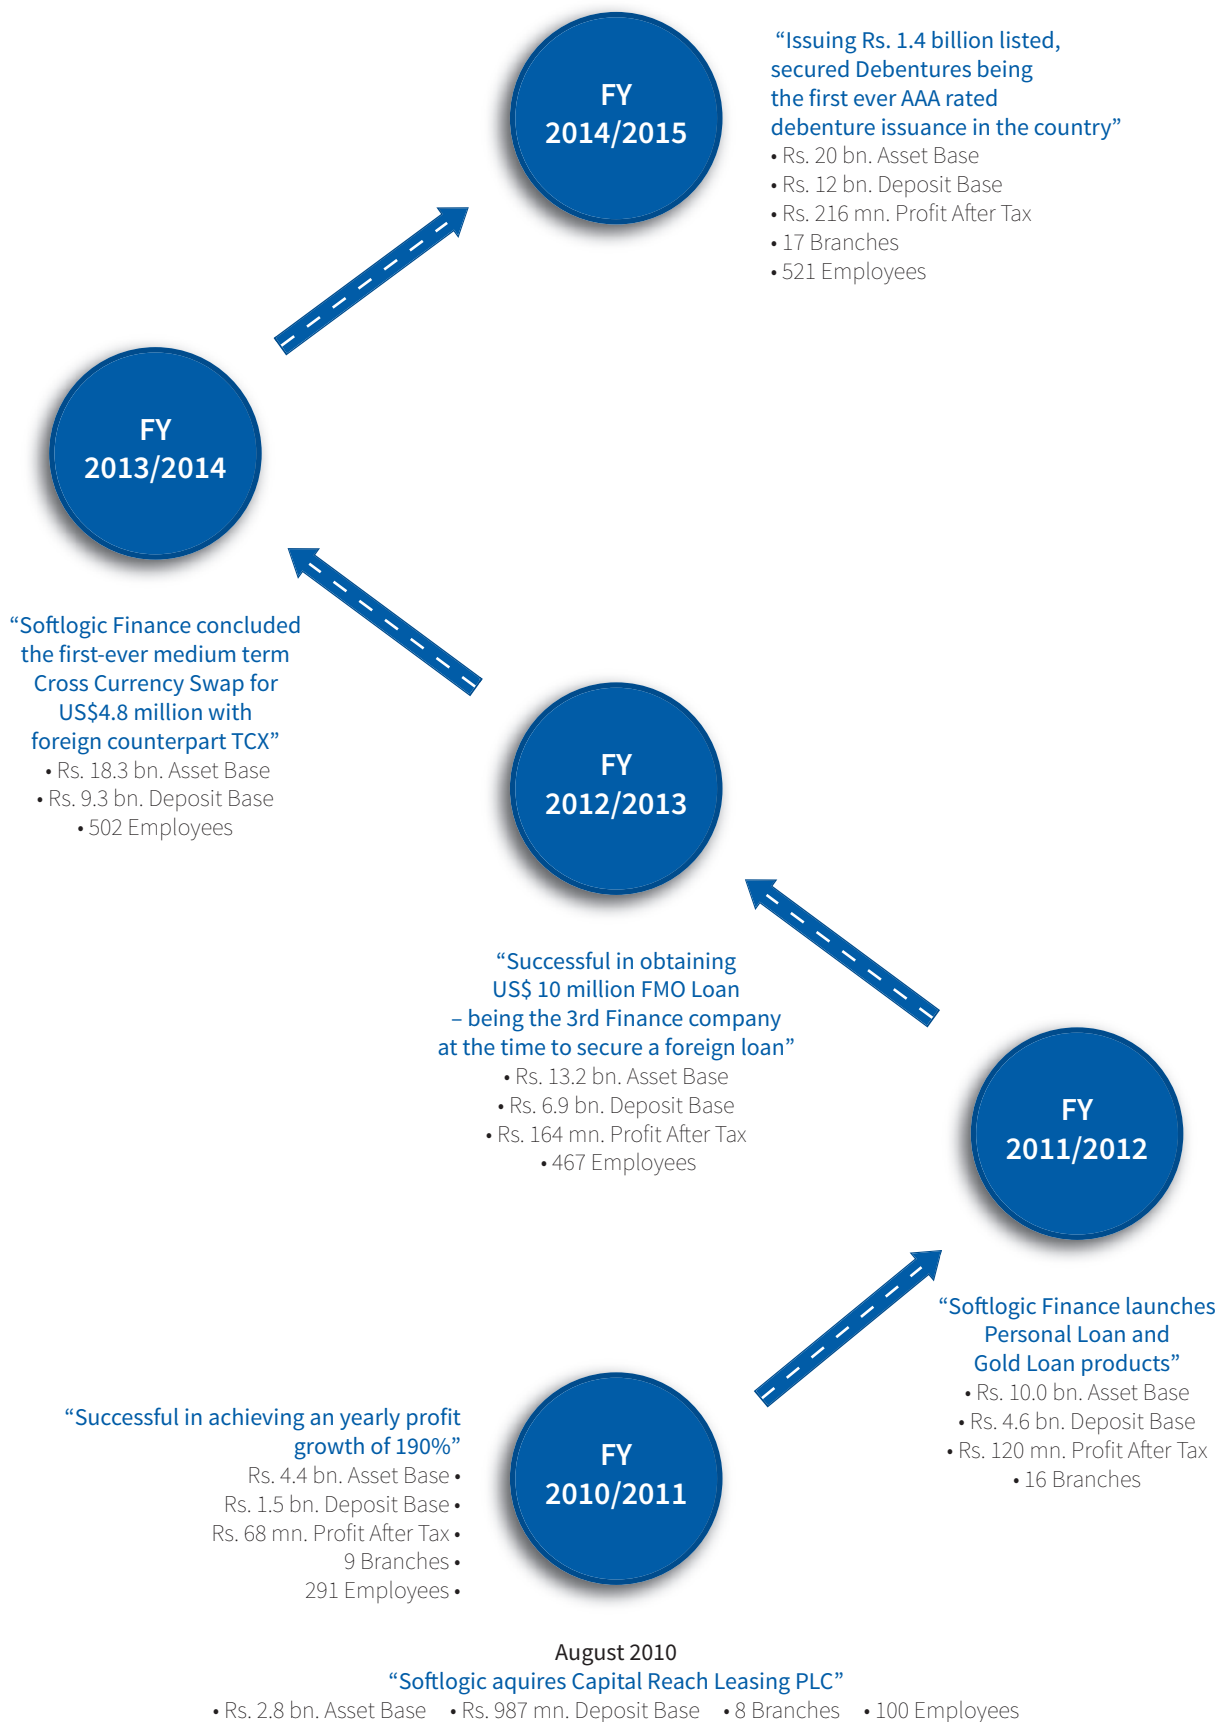 FY
2014/2015
“Issuing Rs. 1.4 billion listed,
secured Debentures being
the first ever AAA rated
debenture issuance in the country”
• Rs. 20 bn. Asset Base
• Rs. 12 bn. Deposit Base
• Rs. 216 mn. Profit After Tax
• 17 Branches
• 521 Employees
FY
2013/2014
“Softlogic Finance concluded
the first-ever medium term
Cross Currency Swap for
US$4.8 million with
foreign counterpart TCX”
• Rs. 18.3 bn. Asset Base
• Rs. 9.3 bn. Deposit Base
• 502 Employees
FY
2012/2013
“Successful in obtaining
US$ 10 million FMO Loan
– being the 3rd Finance company
at the time to secure a foreign loan”
• Rs. 13.2 bn. Asset Base
• Rs. 6.9 bn. Deposit Base
• Rs. 164 mn. Profit After Tax
• 467 Employees
FY
2011/2012
“Softlogic Finance launches
Personal Loan and
Gold Loan products”
• Rs. 10.0 bn. Asset Base
• Rs. 4.6 bn. Deposit Base
• Rs. 120 mn. Profit After Tax
• 16 Branches
“Successful in achieving an yearly profit
growth of 190%”
Rs. 4.4 bn. Asset Base •
Rs. 1.5 bn. Deposit Base •
Rs. 68 mn. Profit After Tax •
9 Branches •
291 Employees •
FY
2010/2011
August 2010
“Softlogic aquires Capital Reach Leasing PLC”
• Rs. 2.8 bn. Asset Base • Rs. 987 mn. Deposit Base • 8 Branches • 100 Employees